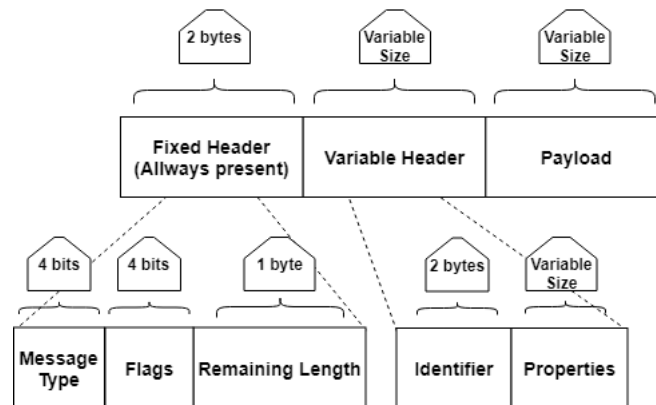 2 bytes
Variable
Size
Variable
Size
Fixed Header
(Allways present)
Variable Header
Payload
4 bits
4 bits
1 byte
2 bytes
Variable
Size
Message
Type
Flags
Remaining Length
Identifier
Properties